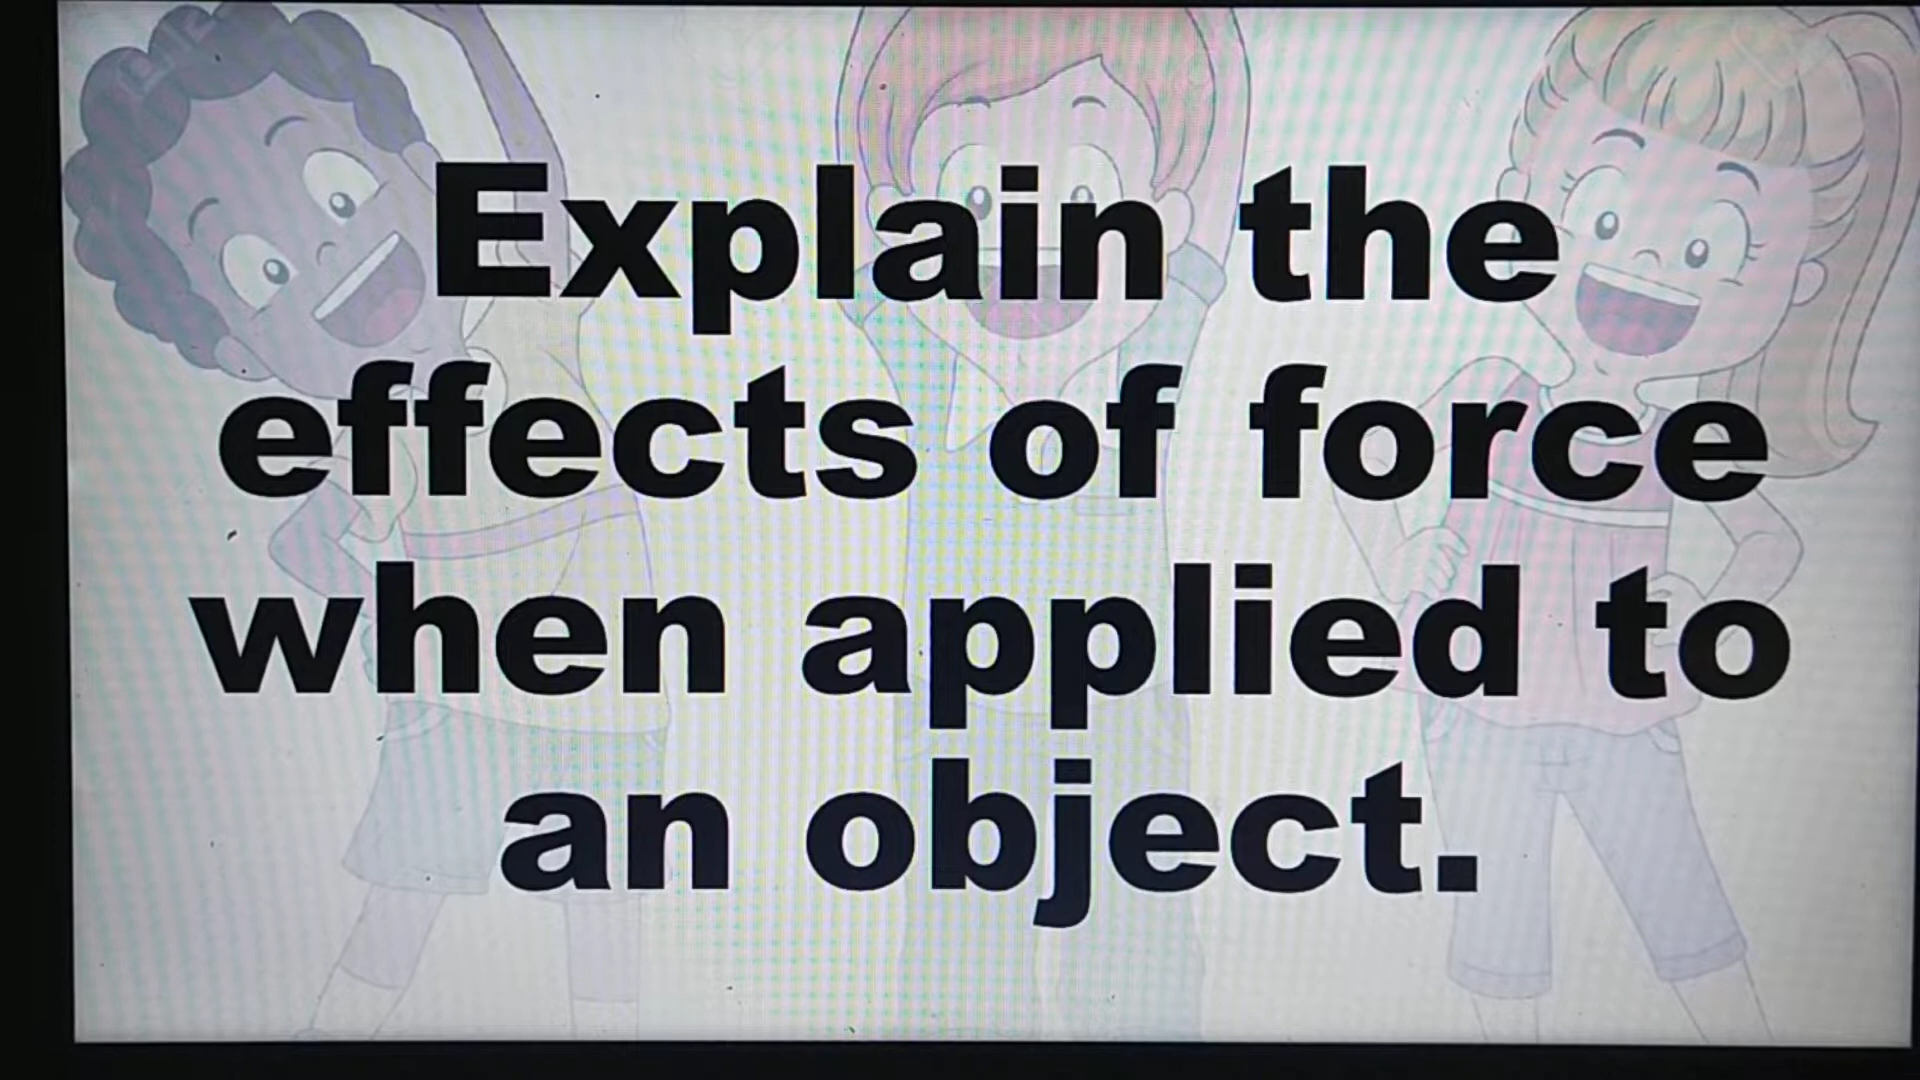 Explain the
effects of force
when applied to
an object.